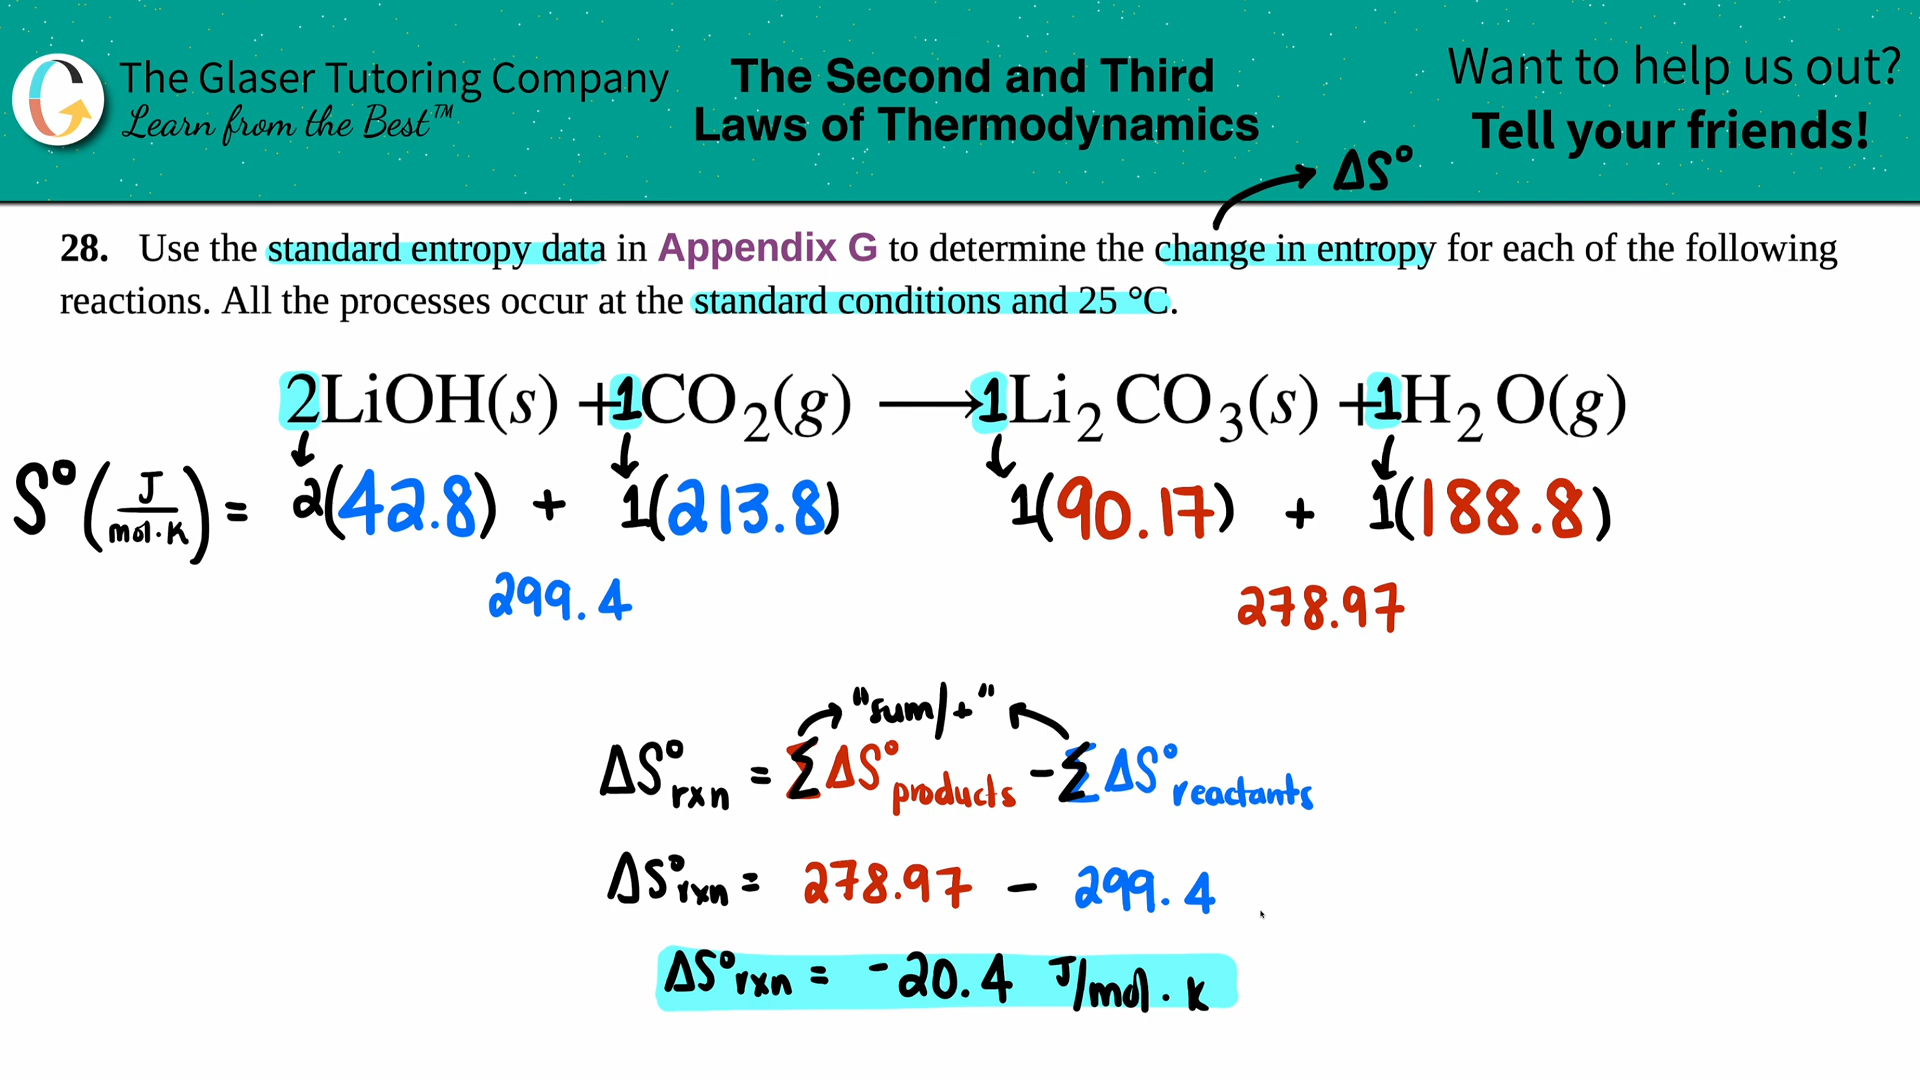 The Glaser Tutoring Company
Learn from the Best™
The Second and Third
Laws of Thermodynamics
Want to help us out?
Tell your friends!
ΔS°
28. Use the standard entropy data in Appendix G to determine the change in entropy for each of the following
reactions. All the processes occur at the standard conditions and 25 °C.
2LiOH(s) + 1CO₂(g) ⟶ 1Li₂CO₃(s) + 1H₂O(g)
S° (J/mol·K) = 2(42.8) + 1(213.8) 1(90.17) + 1(188.8)
299.4 278.97
"sum/+"
ΔS°rxn = ΣΔS°products - ΣΔS°reactants
ΔS°rxn = 278.97 - 299.4
ΔS°rxn = -20.4 J/mol·K